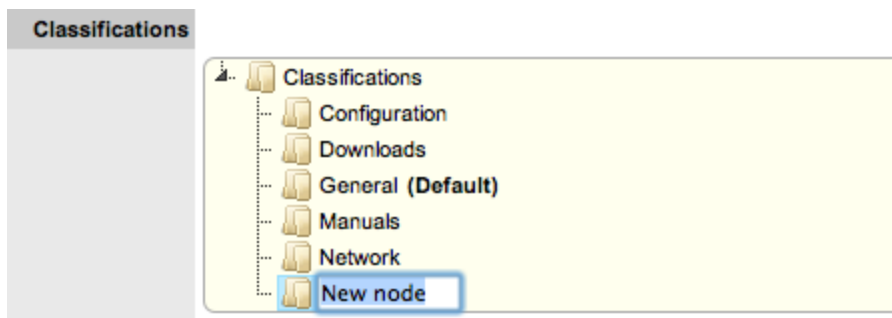 Classifications
Classifications
Configuration
Downloads
General (Default)
Manuals
Network
New node